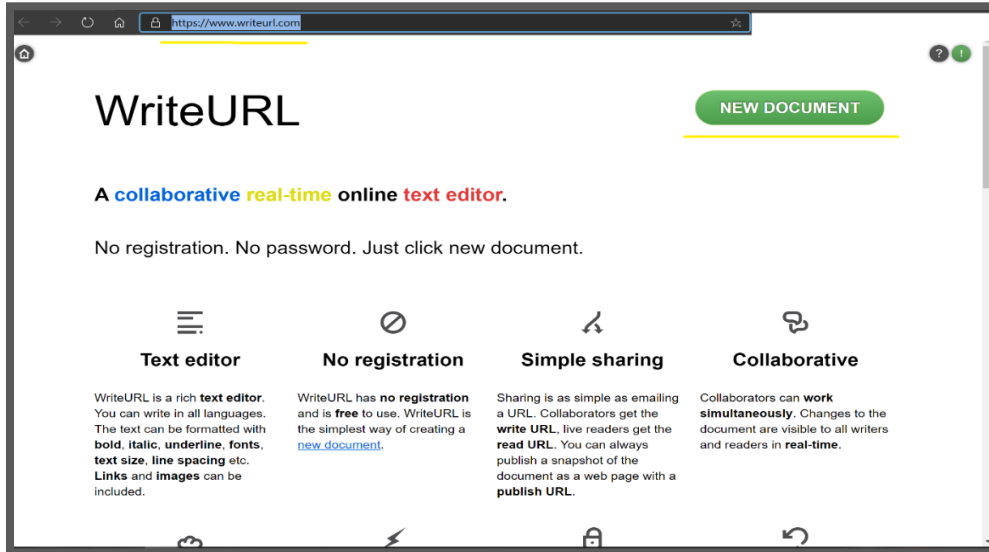 https://www.writeurl.com
? !
WriteURL
NEW DOCUMENT
A collaborative real-time online text editor.
No registration. No password. Just click new document.
Text editor
WriteURL is a rich text editor.
You can write in all languages.
The text can be formatted with
bold, italic, underline, fonts,
text size, line spacing etc.
Links and images can be
included.
No registration
WriteURL has no registration
and is free to use. WriteURL is
the simplest way of creating a
new document.
Simple sharing
Sharing is as simple as emailing
a URL. Collaborators get the
write URL, live readers get the
read URL. You can always
publish a snapshot of the
document as a web page with a
publish URL.
Collaborative
Collaborators can work
simultaneously. Changes to the
document are visible to all writers
and readers in real-time.